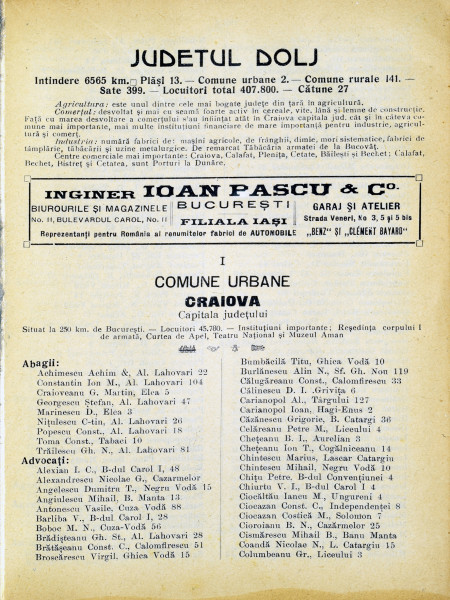 JUDETUL DOLJ
Intindere 6565 km.□ Plăși 13. — Comune urbane 2.— Comune rurale 141. —
Sate 399. — Locuitori total 407.800. — Cătune 27
Agricultura: este unul dintre cele mai bogate județe din țară în agricultură.
Comerțul: desvoltat și mai cu seamă foarte activ în cereale, vite, lână și lemne de construcție.
Față cu marea desvoltare a comerțului s'au înființat atât în Craiova capitala jud. cât și în câteva co-
mune mai importante, mai multe instituțiuni financiare de mare importanță pentru industrie, agricul-
tură și comerț.
Industrie: numără fabrici de: mașini agricole, de frânghii, dimie, mori sistematice, fabrici de
tâmplărie, tăbăcării și uzine metalurgice. De remarcat Tăbăcăria armatei de la Bucovăț.
Centre comerciale mai importante: Craiova, Calafat, Plenița, Cetate, Băilești și Bechet; Calafat,
Bechet, Bistreț și Cetatea, sunt Porturi la Dunăre.
INGINER IOAN PASCU & Co.
BIUROURILE ȘI MAGAZINELE
No. 11, BULEVARDUL CAROL, No. 11
BUCUREȘTI
FILIALA IAȘI
GARAJ ȘI ATELIER
Strada Veneri, No 3, 5 și 5 bis
Reprezentanți pentru România al renumitelor fabrici de AUTOMOBILE „BENZ" ȘI „CLÉMENT BAYARD"
I
COMUNE URBANE
CRAIOVA
Capitala județului
Situat la 250 km. de București. — Locuitori 45.780. — Instituțiuni importante; Reședința corpului I
de armată, Curtea de Apel, Teatru Național și Muzeul Aman
Abagii:
Achimescu Achim &, Al. Lahovari 22
Constantin Ion M., Al. Lahovari 104
Craioveanu G. Martin, Elea 5
Georgescu Ștefan, Al. Lahovari 47
Marinescu D., Elea 3
Nițulescu C-tin, Al. Lahovari 26
Popescu Const., Al. Lahovari 18
Toma Const., Tabaci 10
Trăilescu Gh. N., Al. Lahovari 81
Advocați:
Alexian I. C., B-dul Carol I, 48
Alexandrescu Nicolae G., Cazarmelor
Angelescu Dumitru T., Negru Vodă 15
Angiulescu Mihail, B. Manta 13
Antonescu Vasile, Cuza Vodă 88
Barliba V., B-dul Carol I, 28
Boboc M. N., Cuza-Vodă 56
Brădișteanu Gh. St., Al. Lahovari 28
Brătășeanu Const. C., Calomfirescu 51
Broscărescu Virgil, Ghica Vodă 15
Bumbăcilă Titu, Ghica Vodă 10
Burlănescu Alin N., Sf. Gh. Nou 119
Călugăreanu Const., Calomfirescu 33
Călinescu D. I. ,Grivița 6
Carianopol Al., Târgului 127
Carianopol Ioan, Hagi-Enus 2
Căzănescu Grigorie, B. Catargi 36
Celăreanu Petre M., Liceului 4
Chețeanu B. I., Aurelian 3
Chețeanu Ion T., Cogălniceanu 14
Chintescu Marius, Lascar Catargiu
Chintescu Mihail, Negru Vodă 10
Chițu Petre, B-dul Convențiunei 4
Chiurtu V. I., B-dul Carol I 4
Ciocâltău Iancu M., Ungureni 4
Ciocazan Const. C., Independenței 8
Ciocazan Costică M., Solomon 7
Cioroianu B. N., Cazărmelor 25
Cismărescu Mihail B., Banu Manta
Coandă Nicolae N., L. Catargiu 15
Columbeanu Gr., Liceului 3